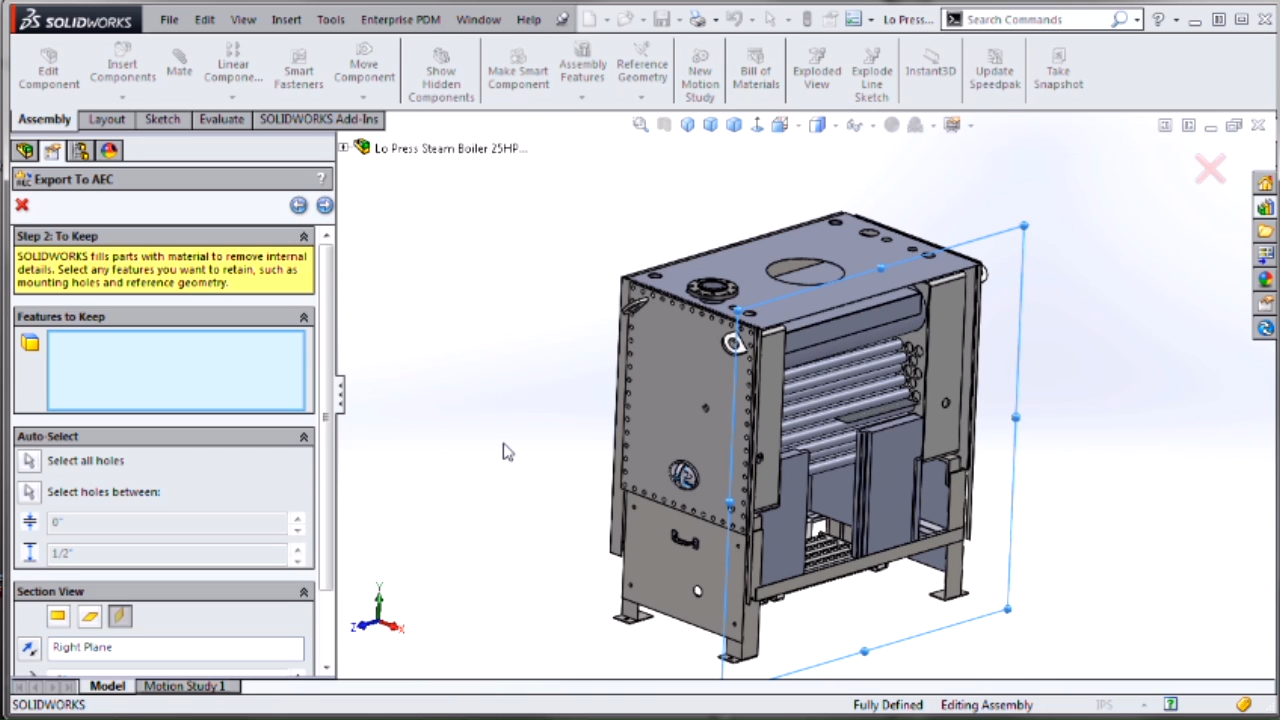 SOLIDWORKS File Edit View Insert Tools Enterprise PDM Window Help Lo Press... Search Commands
Edit Component
Insert Components
Mate
Linear Compone...
Smart Fasteners
Move Component
Show Hidden Components
Make Smart Component
Assembly Features
Reference Geometry
New Motion Study
Bill of Materials
Exploded View
Explode Line Sketch
Instant3D
Update Speedpak
Take Snapshot
Assembly Layout Sketch Evaluate SOLIDWORKS Add-Ins
Lo Press Steam Boiler 25HP...
Export To AEC ?
Step 2: To Keep
SOLIDWORKS fills parts with material to remove internal
details. Select any features you want to retain, such as
mounting holes and reference geometry.
Features to Keep
Auto-Select
Select all holes
Select holes between:
0"
1/2"
Section View
Right Plane
Y
Z X
Model Motion Study 1
SOLIDWORKS Fully Defined Editing Assembly IPS - ?